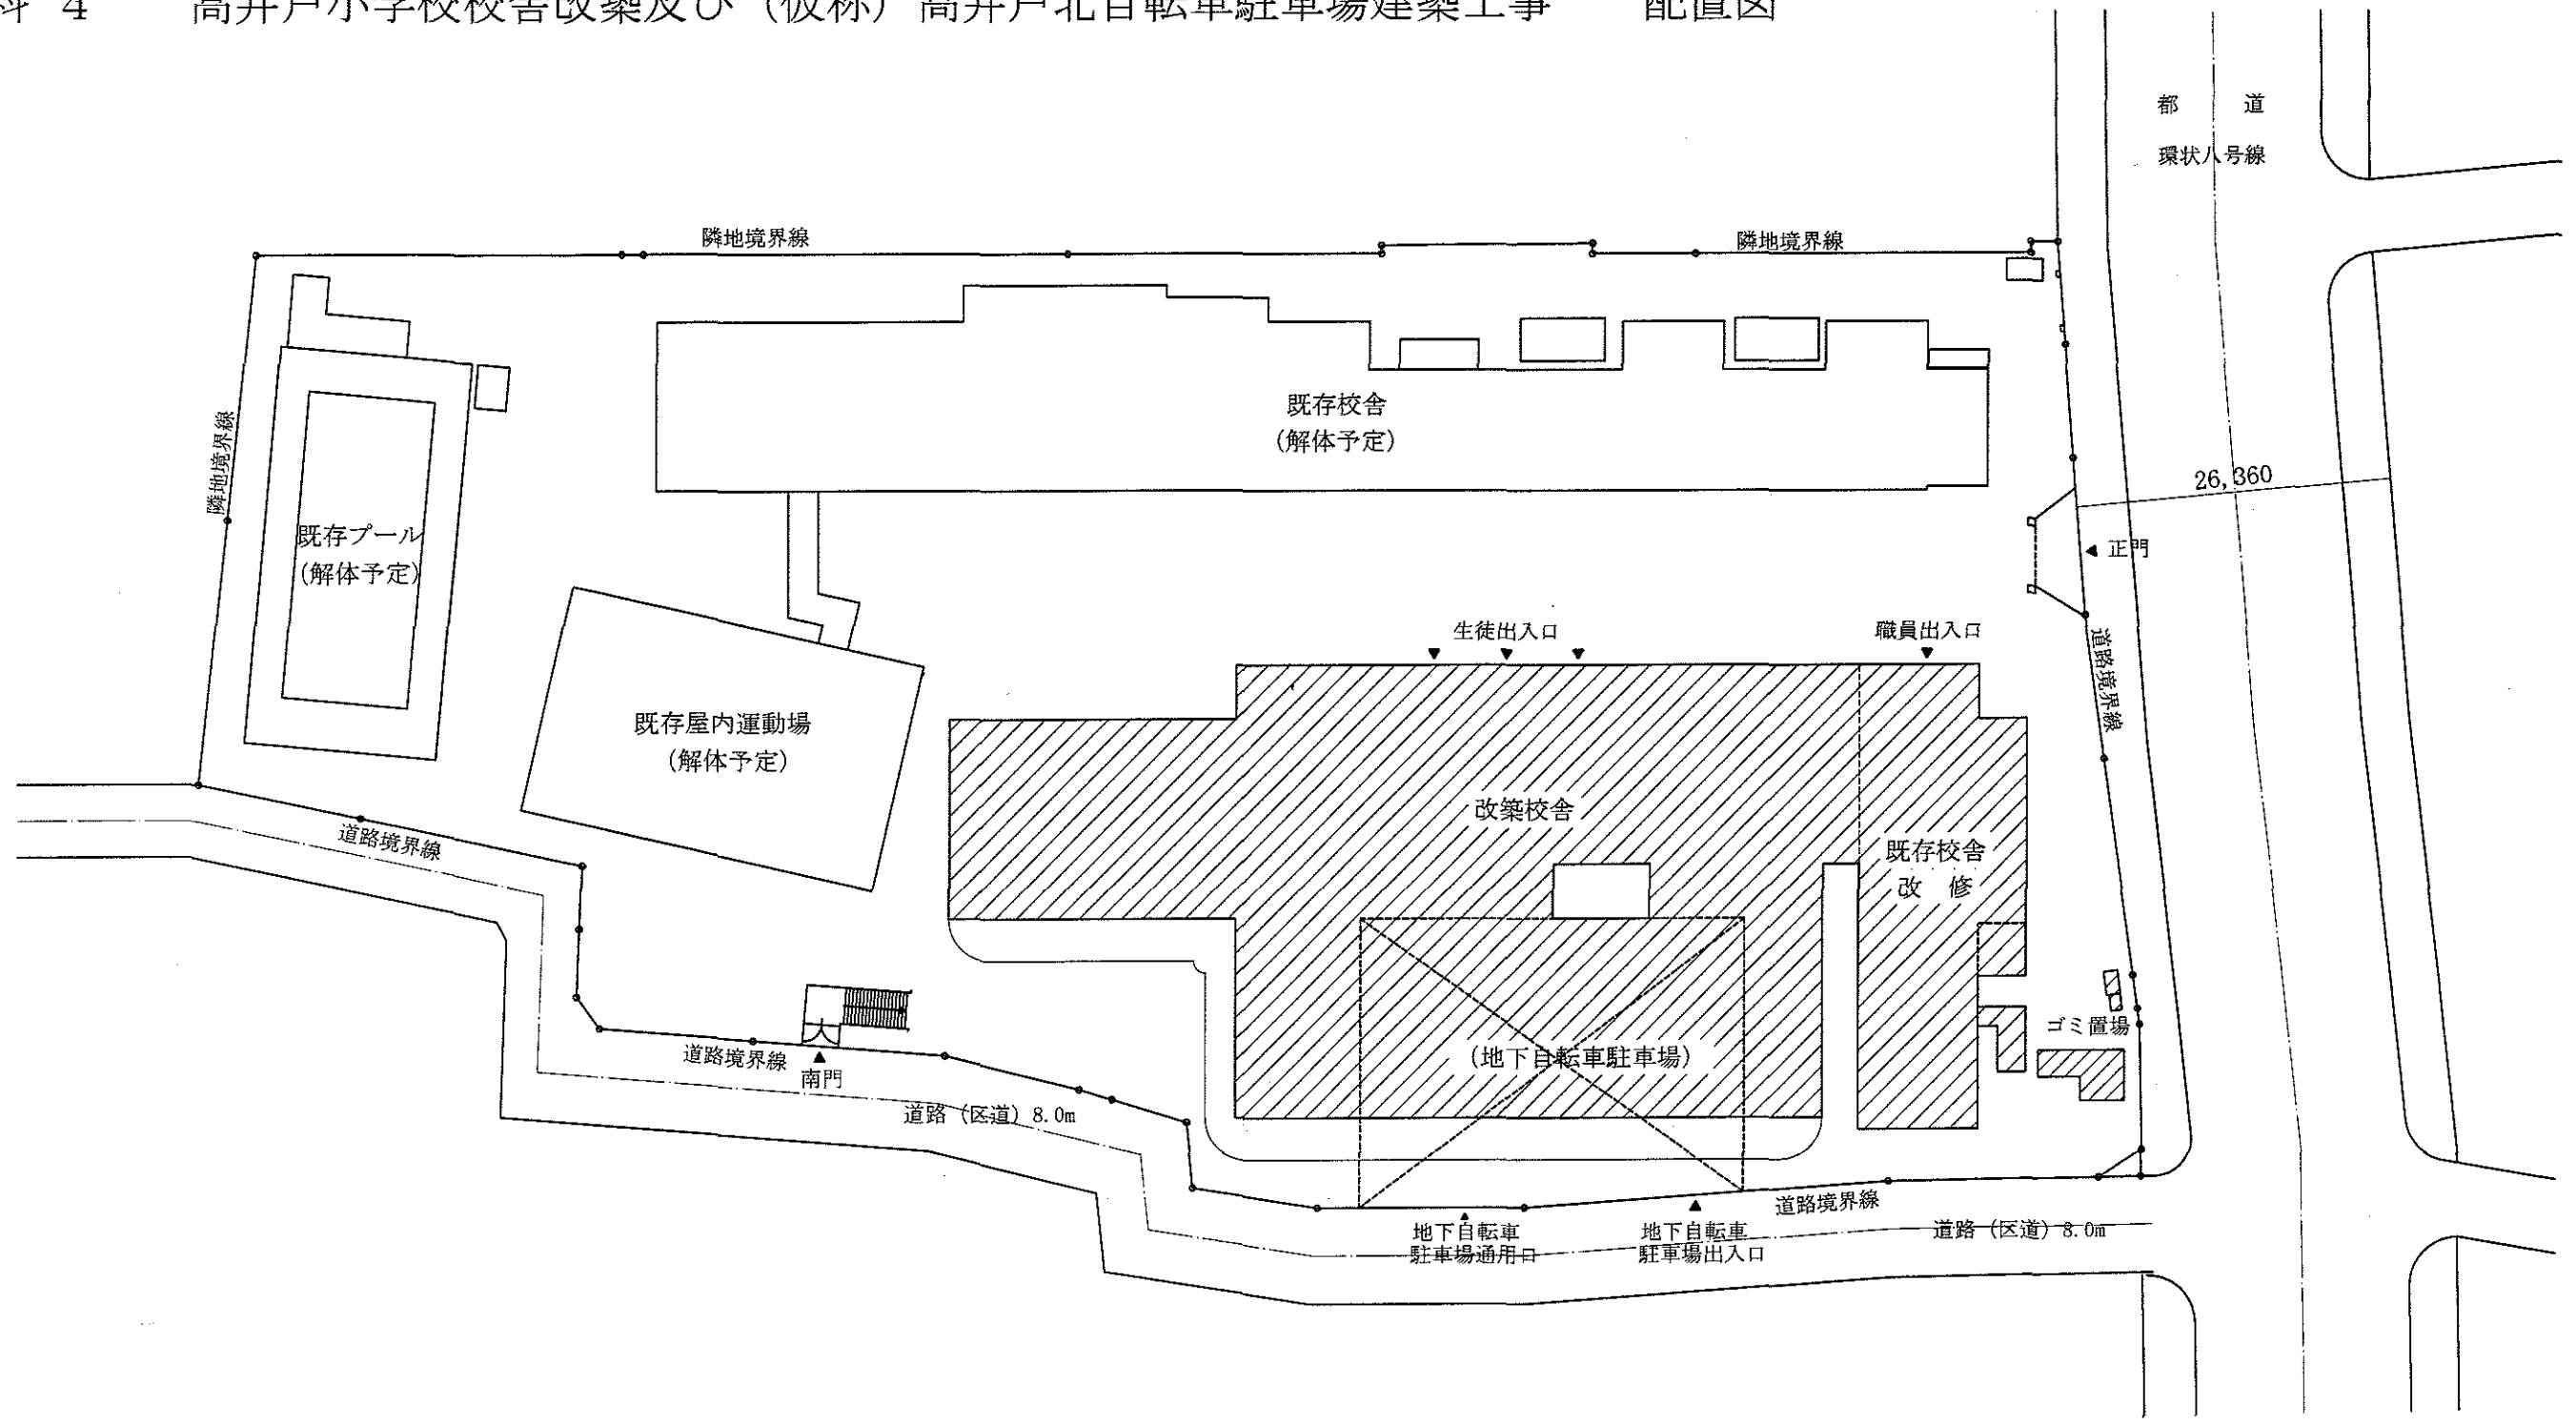 料 4 高井戸小学校校舎改築及び（仮称）高井戸北自転車駐車場建築工事 配置図
都 道
環状八号線
隣地境界線
隣地境界線
既存校舎
(解体予定)
隣地境界線
26,360
既存プール
(解体予定)
正門
生徒出入口
職員出入口
道路境界線
既存屋内運動場
(解体予定)
改築校舎
道路境界線
既存校舎
改 修
ゴミ置場
(地下自転車駐車場)
道路境界線
南門
道路（区道）8.0m
道路境界線
地下自転車
駐車場通用口
地下自転車
駐車場出入口
道路（区道）8.0m